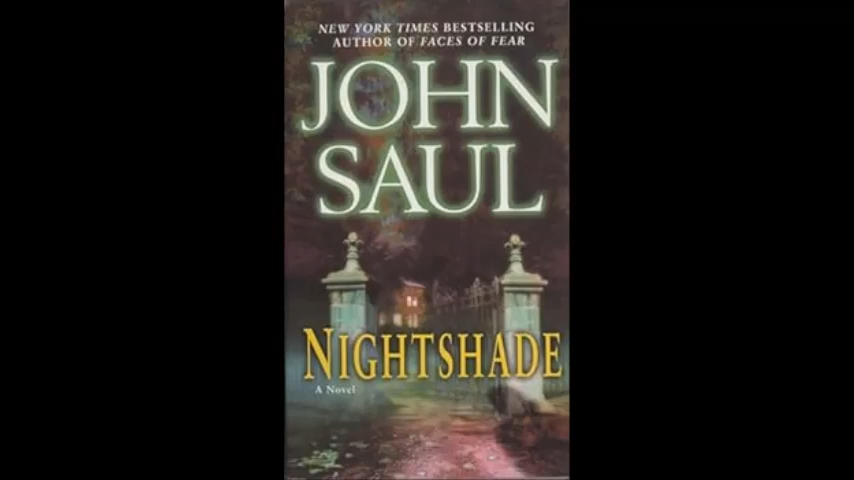 NEW YORK TIMES BESTSELLING
AUTHOR OF FACES OF FEAR
JOHN
SAUL
NIGHTSHADE
A Novel